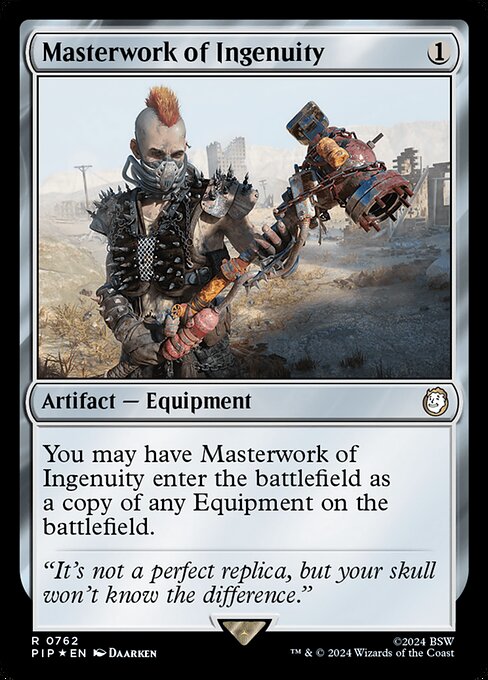 Masterwork of Ingenuity 1
Artifact — Equipment
You may have Masterwork of
Ingenuity enter the battlefield as
a copy of any Equipment on the
battlefield.
“It’s not a perfect replica, but your skull
won’t know the difference.”
R 0762
PIP★EN Daarken
©2024 BSW
™ & © 2024 Wizards of the Coast